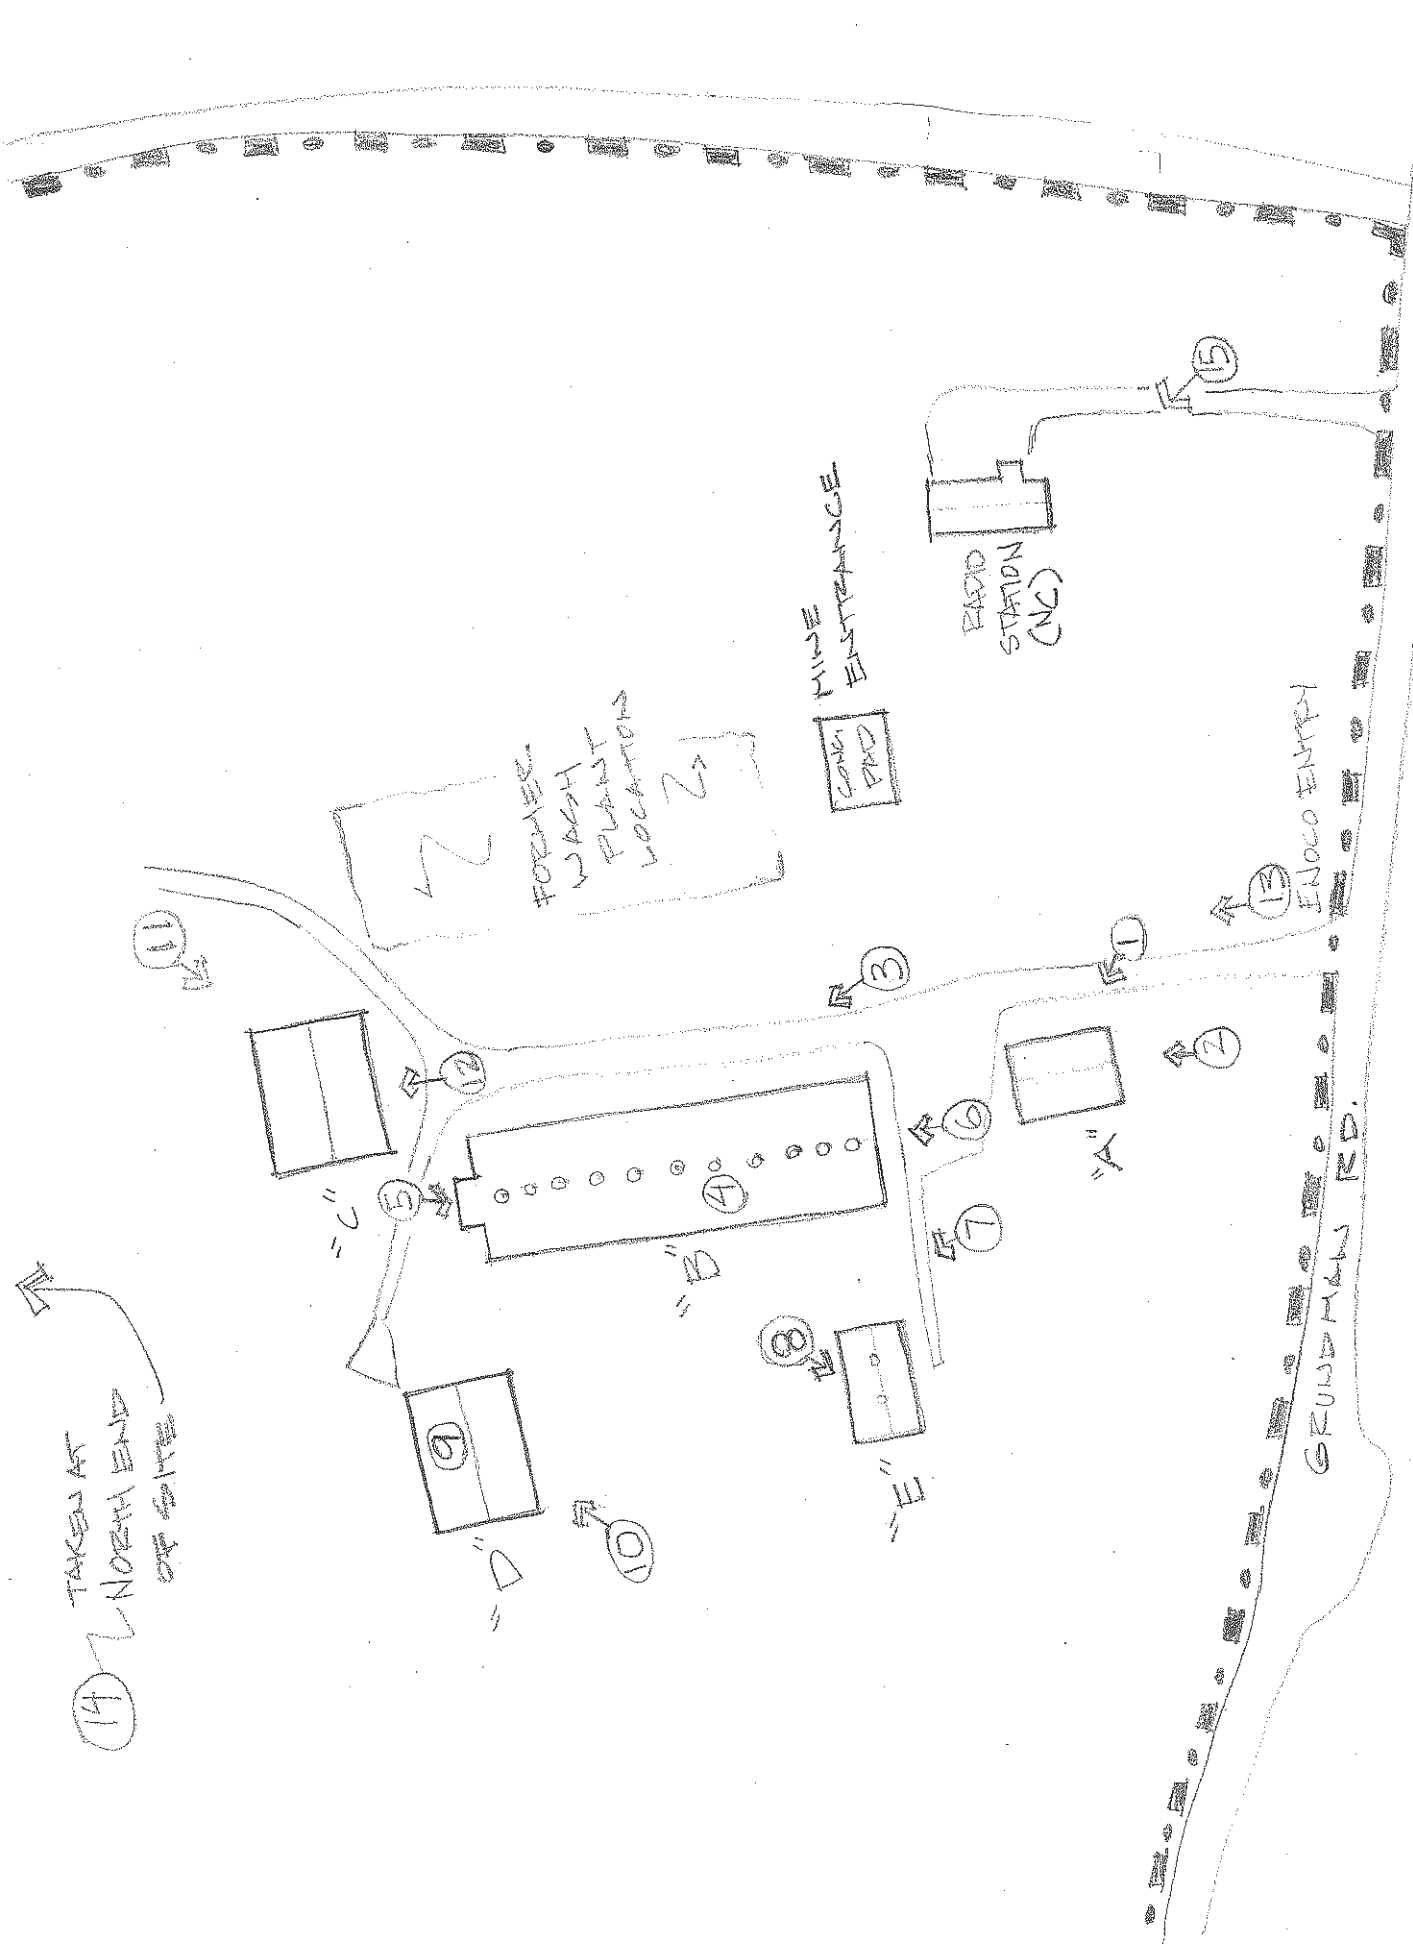 14
TAKEN AT
NORTH END
OF SITE
11
"C"
12
5
FORMER
WASH
PLANT
LOCATION
MINE
ENTTRANCE
CONC.
PAD
RADIO
STATION
(NC)
15
3
4
"B"
9
"D"
10
8
"E"
7
6
"A"
2
1
13
ENOCO ENTRY
GRUNDMAN RD.